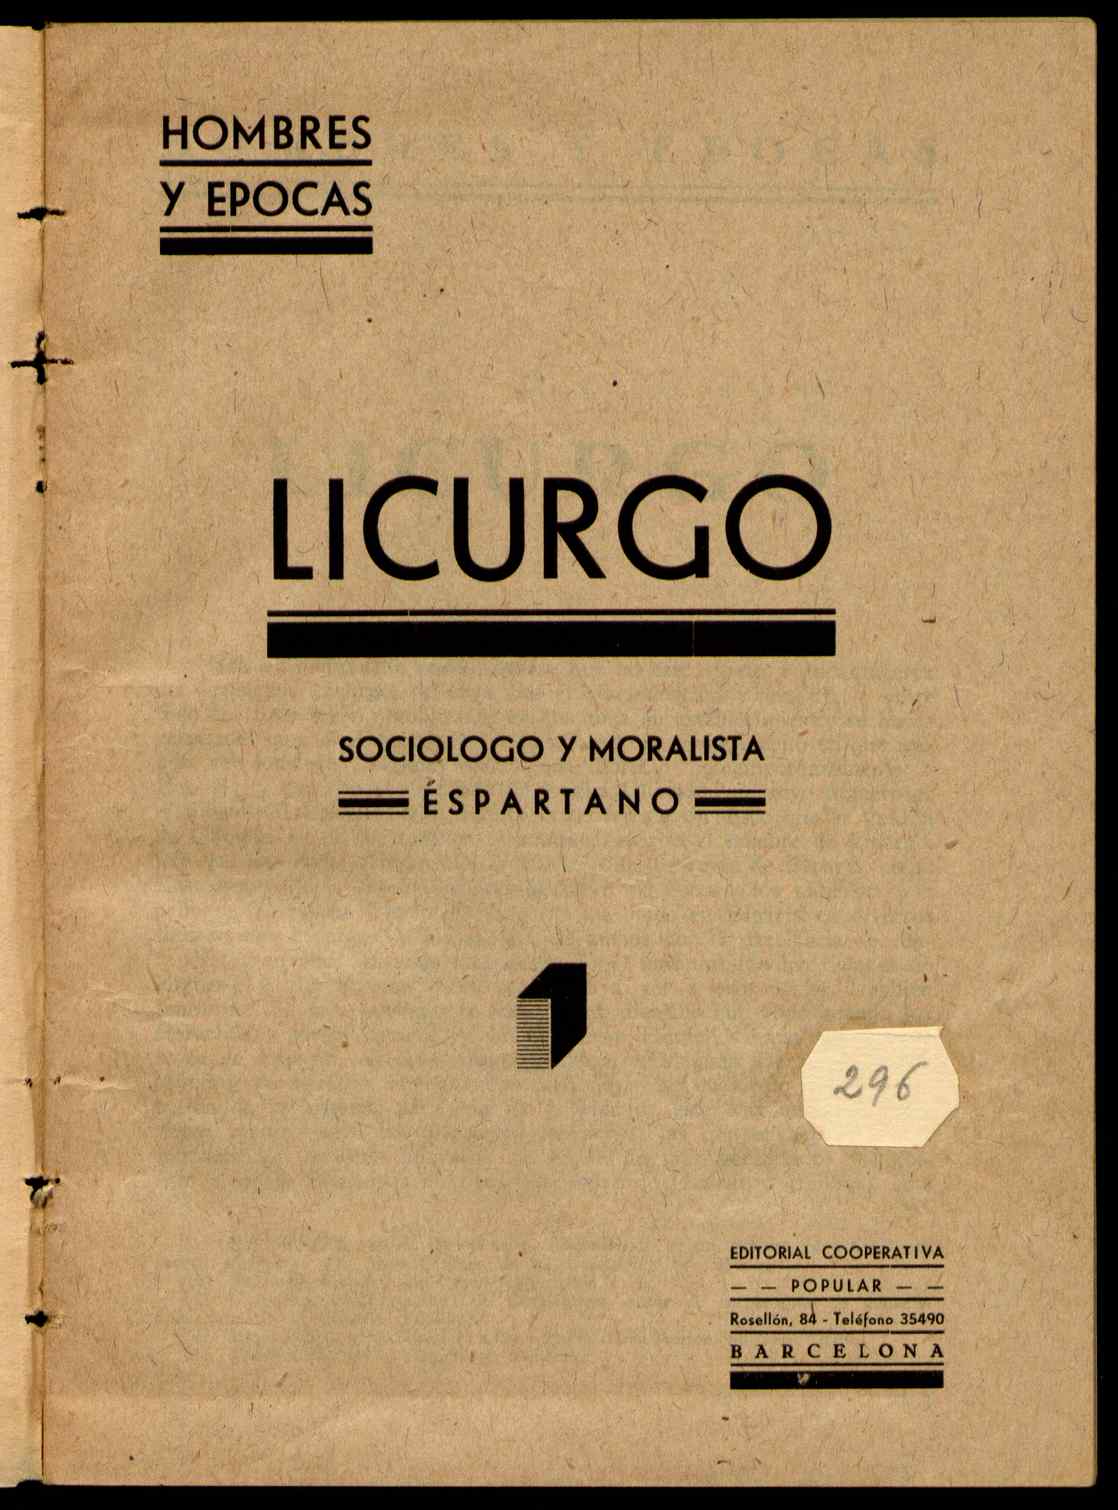 HOMBRES
Y EPOCAS
LICURGO
SOCIOLOGO Y MORALISTA
ÉSPARTANO
296
EDITORIAL COOPERATIVA
— — POPULAR — —
Rosellón, 84 - Teléfono 35490
BARCELONA